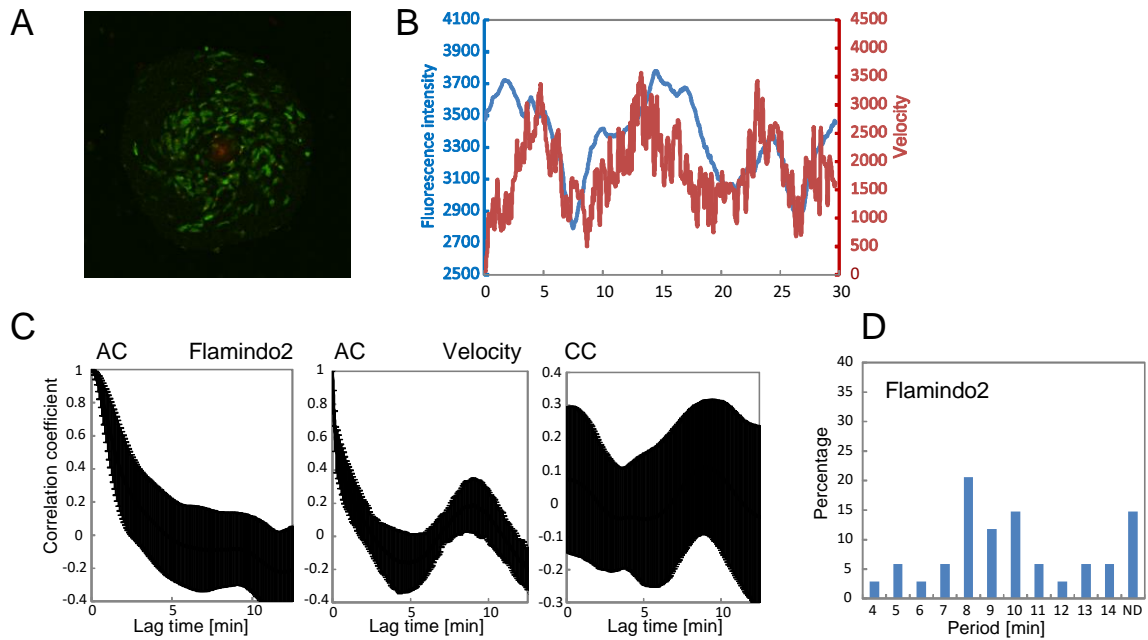 A
B
4100
3900
3700
3500
3300
3100
2900
2700
2500
Fluorescence intensity
4500
4000
3500
3000
2500
2000
1500
1000
500
0
Velocity
0 5 10 15 20 25 30
C
AC Flamindo2
AC Velocity
CC
Correlation coefficient
1
0.8
0.6
0.4
0.2
0
-0.2
-0.4
0 5 10
Lag time [min]
1
0.8
0.6
0.4
0.2
0
-0.2
-0.4
0 5 10
Lag time [min]
0.4
0.3
0.2
0.1
0
-0.1
-0.2
-0.3
0 5 10
Lag time [min]
D
Flamindo2
Percentage
40
35
30
25
20
15
10
5
0
4 5 6 7 8 9 10 11 12 13 14 ND
Period [min]